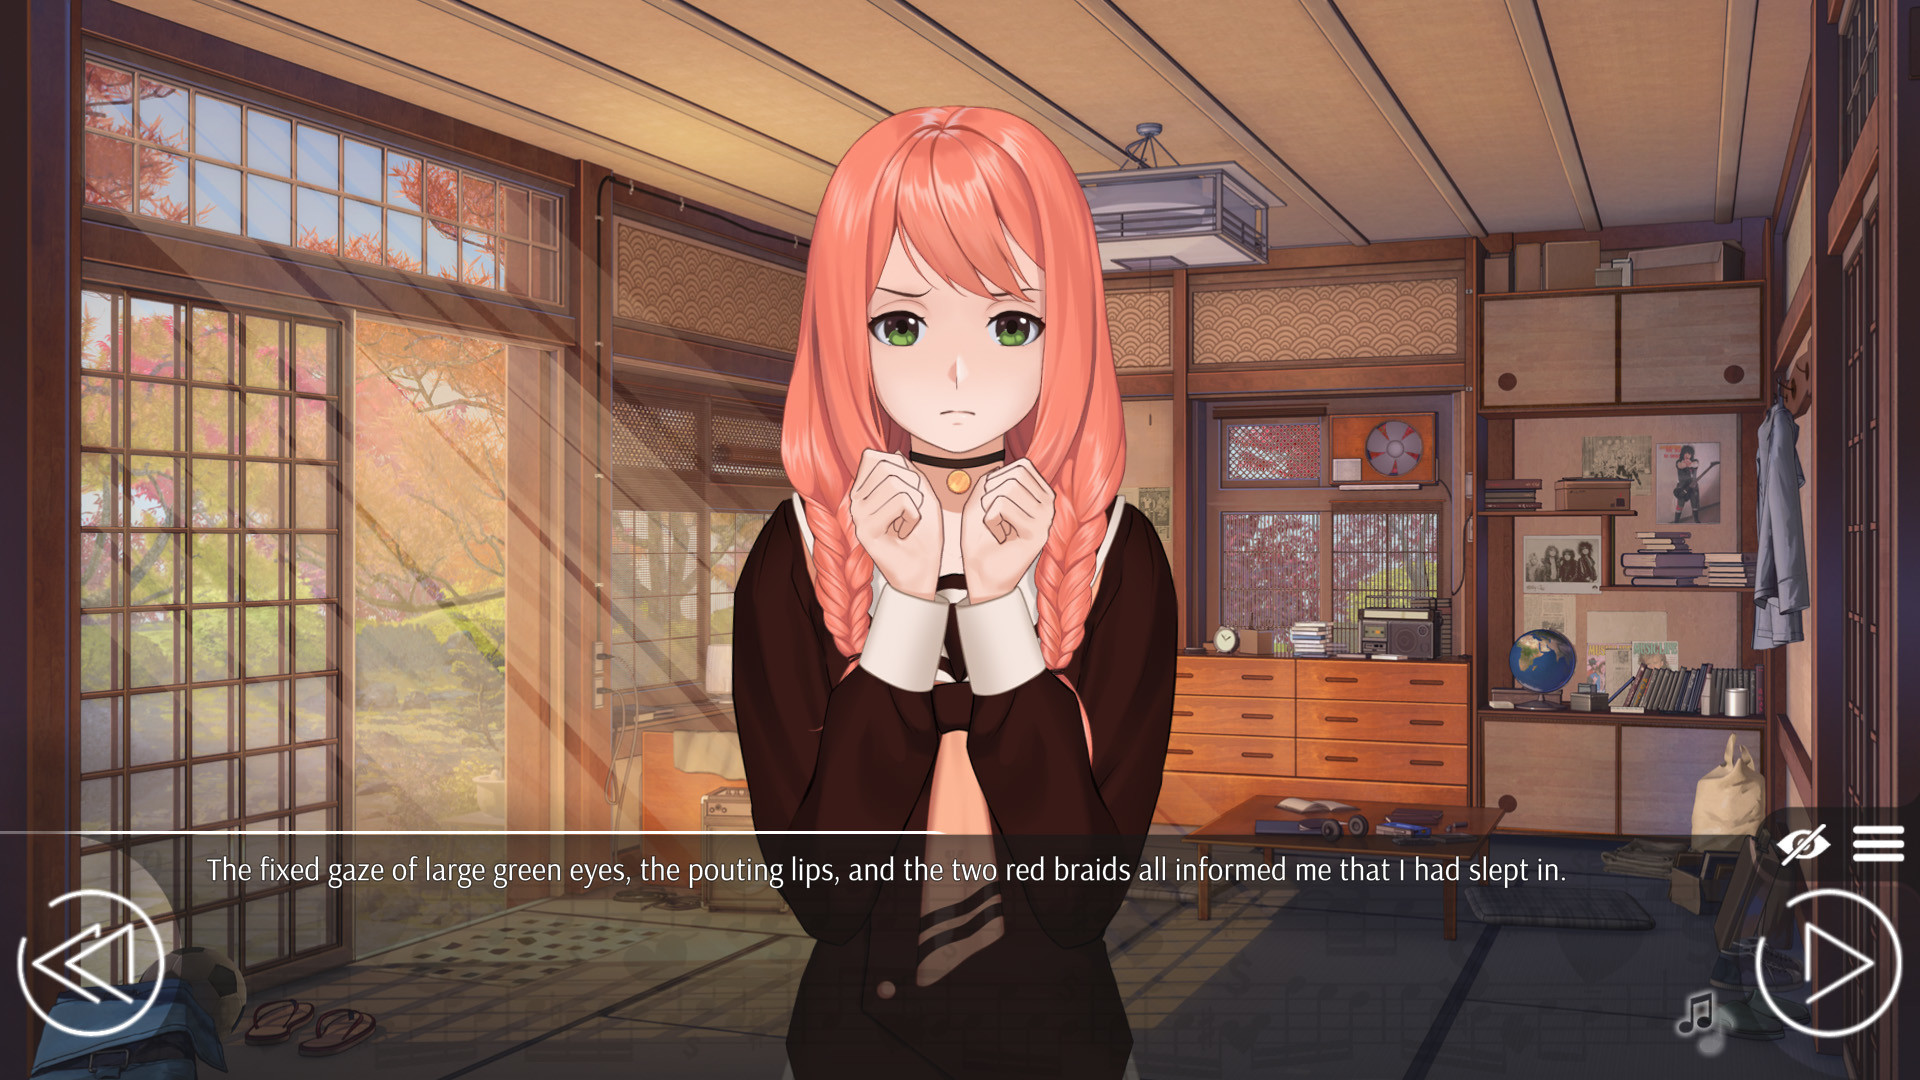 The fixed gaze of large green eyes, the pouting lips, and the two red braids all informed me that I had slept in.